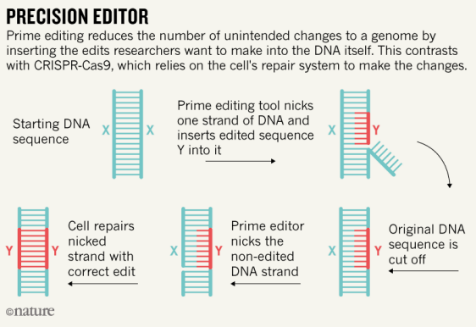 PRECISION EDITOR
Prime editing reduces the number of unintended changes to a genome by
inserting the edits researchers want to make into the DNA itself. This contrasts
with CRISPR-Cas9, which relies on the cell's repair system to make the changes.
Starting DNA
sequence
X
X
Prime editing tool nicks
one strand of DNA and
inserts edited sequence
Y into it
X
Y
Original DNA
sequence is
cut off
X
Y
Prime editor
nicks the
non-edited
DNA strand
X
Y
Cell repairs
nicked
strand with
correct edit
Y
Y
©nature